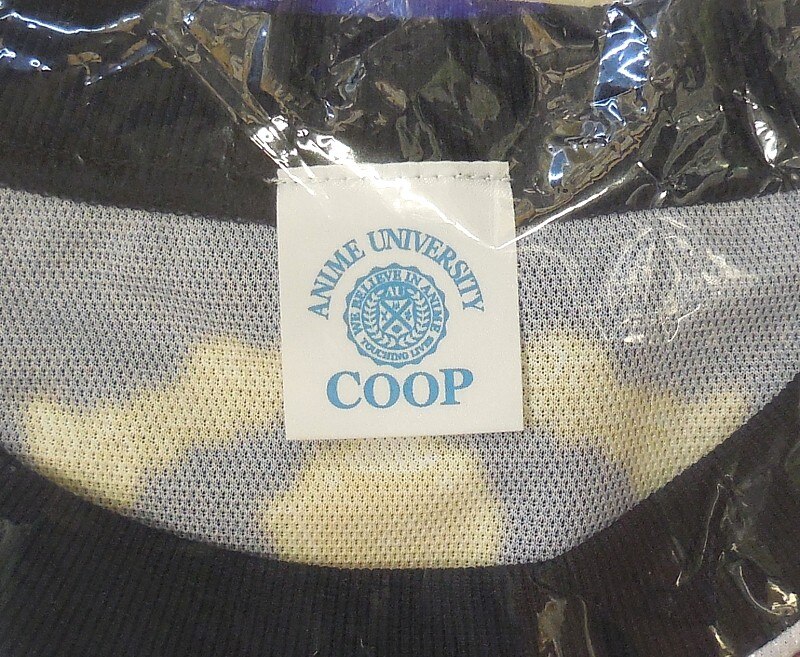 ANIME UNIVERSITY
WE BELIEVE IN ANIME
AU
TOUCHING LIVES
COOP